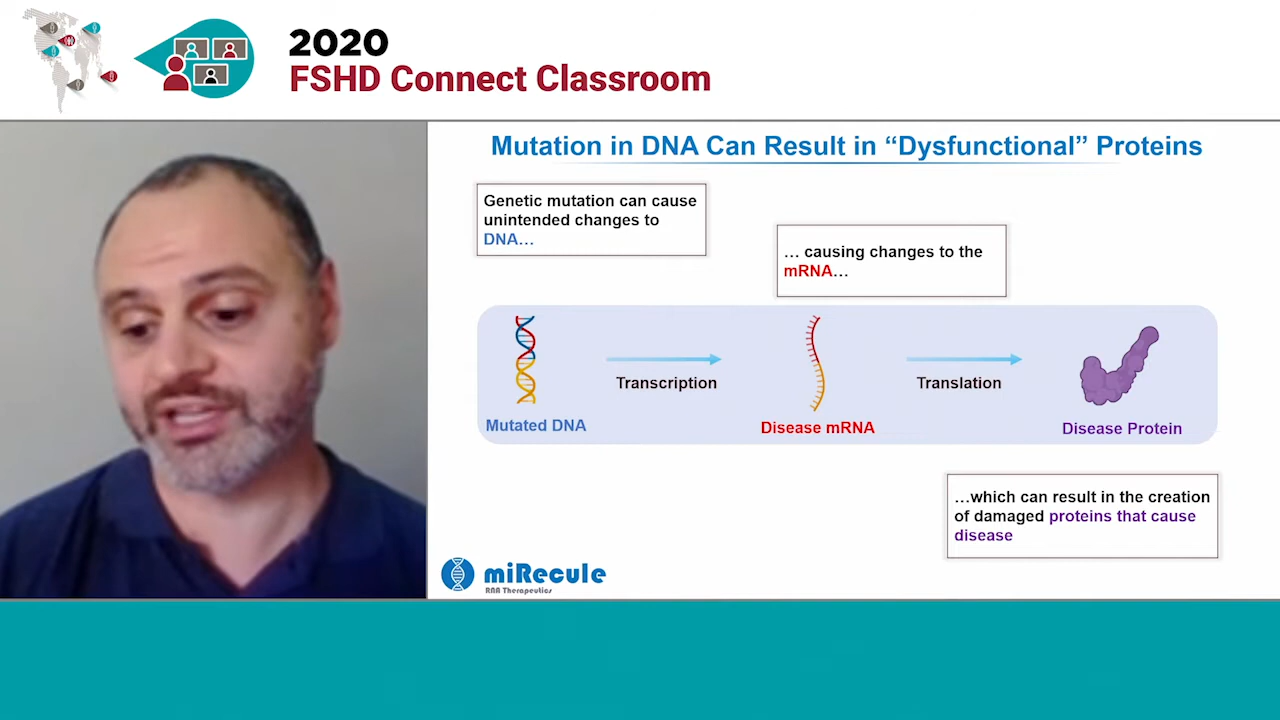 2020
FSHD Connect Classroom
Mutation in DNA Can Result in “Dysfunctional” Proteins
Genetic mutation can cause
unintended changes to
DNA…
… causing changes to the
mRNA…
Transcription
Translation
Mutated DNA
Disease mRNA
Disease Protein
…which can result in the creation
of damaged proteins that cause
disease
miRecule
RNA Therapeutics